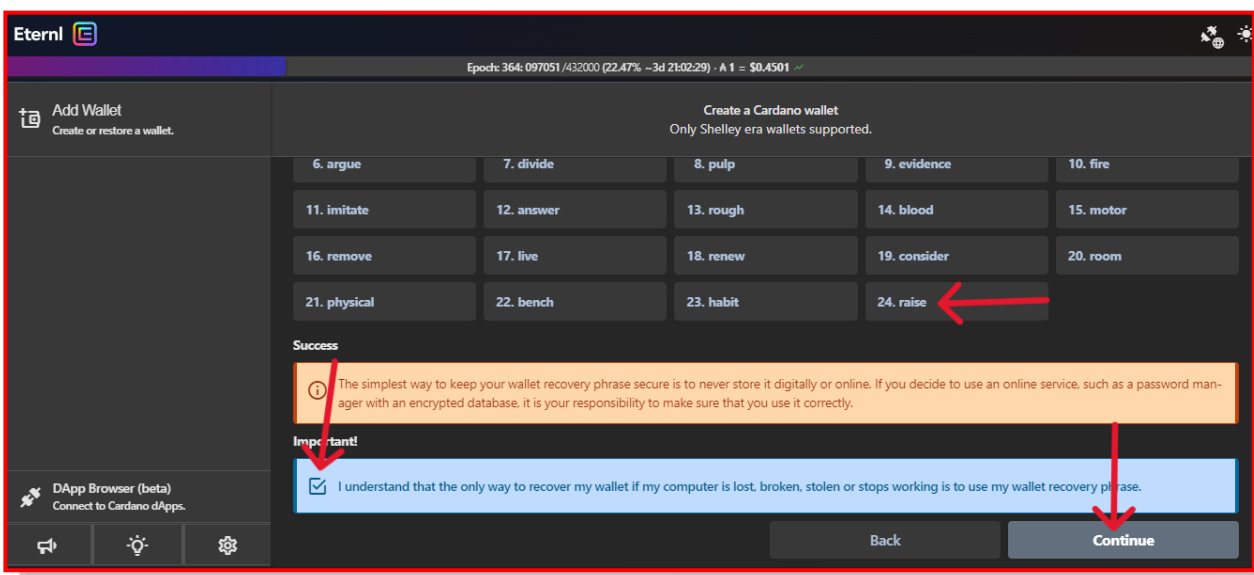 Eternl
Epoch: 364: 097051 /432000 (22.47% ~3d 21:02:29) · ₳ 1 = $0.4501
Add Wallet
Create or restore a wallet.
Create a Cardano wallet
Only Shelley era wallets supported.
6. argue 7. divide 8. pulp 9. evidence 10. fire
11. imitate 12. answer 13. rough 14. blood 15. motor
16. remove 17. live 18. renew 19. consider 20. room
21. physical 22. bench 23. habit 24. raise
Success
The simplest way to keep your wallet recovery phrase secure is to never store it digitally or online. If you decide to use an online service, such as a password man-
ager with an encrypted database, it is your responsibility to make sure that you use it correctly.
Important!
I understand that the only way to recover my wallet if my computer is lost, broken, stolen or stops working is to use my wallet recovery phrase.
DApp Browser (beta)
Connect to Cardano dApps.
Back Continue